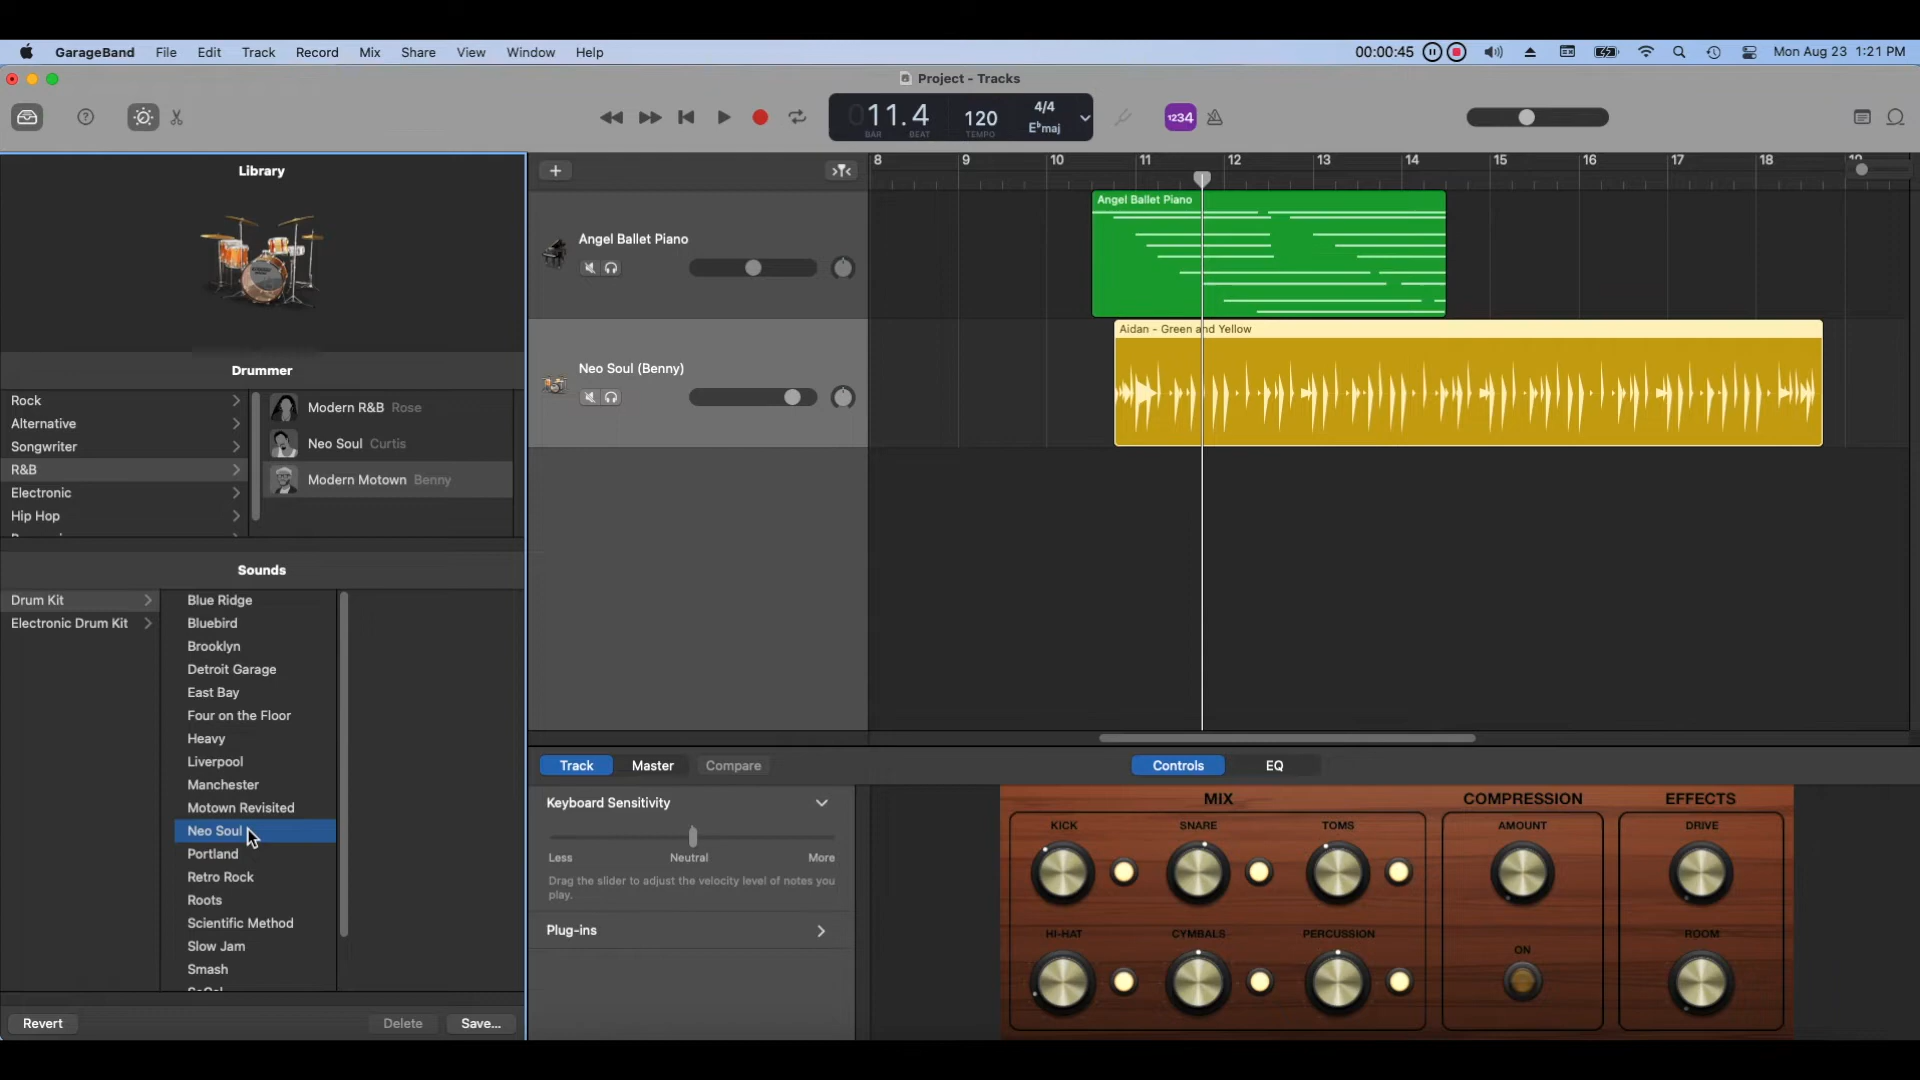 GarageBand File Edit Track Record Mix Share View Window Help 00:00:45 Mon Aug 23 1:21 PM
Project - Tracks
11.4 120 4/4
E♭maj
BAR BEAT TEMPO
1234
Library
8 9 10 11 12 13 14 15 16 17 18
Angel Ballet Piano
Angel Ballet Piano
Aidan - Green and Yellow
Neo Soul (Benny)
Drummer
Rock
Alternative
Songwriter
R&B
Electronic
Hip Hop
Modern R&B Rose
Neo Soul Curtis
Modern Motown Benny
Sounds
Drum Kit
Electronic Drum Kit
Blue Ridge
Bluebird
Brooklyn
Detroit Garage
East Bay
Four on the Floor
Heavy
Liverpool
Manchester
Motown Revisited
Neo Soul
Portland
Retro Rock
Roots
Scientific Method
Slow Jam
Smash
Revert Delete Save...
Track Master Compare Controls EQ
Keyboard Sensitivity
Less Neutral More
Drag the slider to adjust the velocity level of notes you
play.
Plug-ins
MIX COMPRESSION EFFECTS
KICK SNARE TOMS AMOUNT DRIVE
HI-HAT CYMBALS PERCUSSION ON ROOM